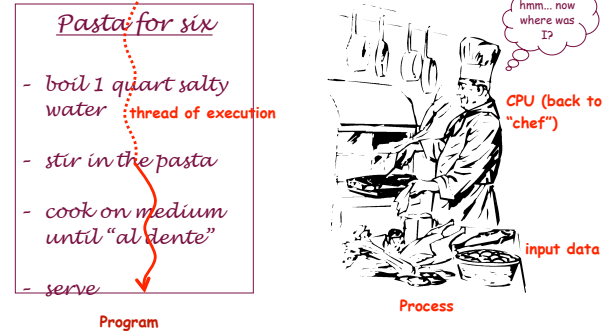 Pasta for six
- boil 1 quart salty
water
thread of execution
- stir in the pasta
- cook on medium
until “al dente”
- serve
Program
hmm... now
where was
I?
CPU (back to
“chef”)
input data
Process